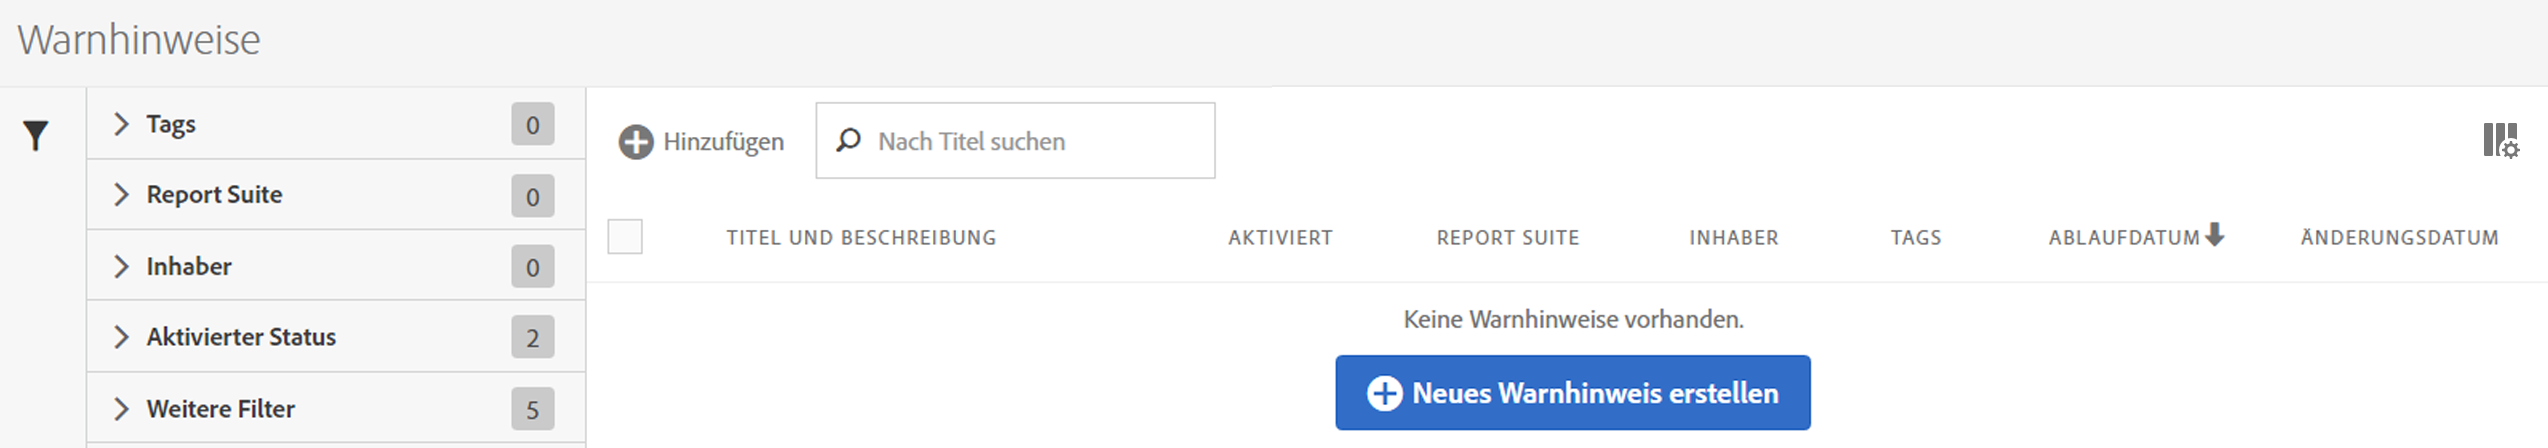 Warnhinweise
Tags 0
Report Suite 0
Inhaber 0
Aktivierter Status 2
Weitere Filter 5
Hinzufügen Nach Titel suchen
TITEL UND BESCHREIBUNG AKTIVIERT REPORT SUITE INHABER TAGS ABLAUFDATUM ÄNDERUNGSDATUM
Keine Warnhinweise vorhanden.
Neues Warnhinweis erstellen